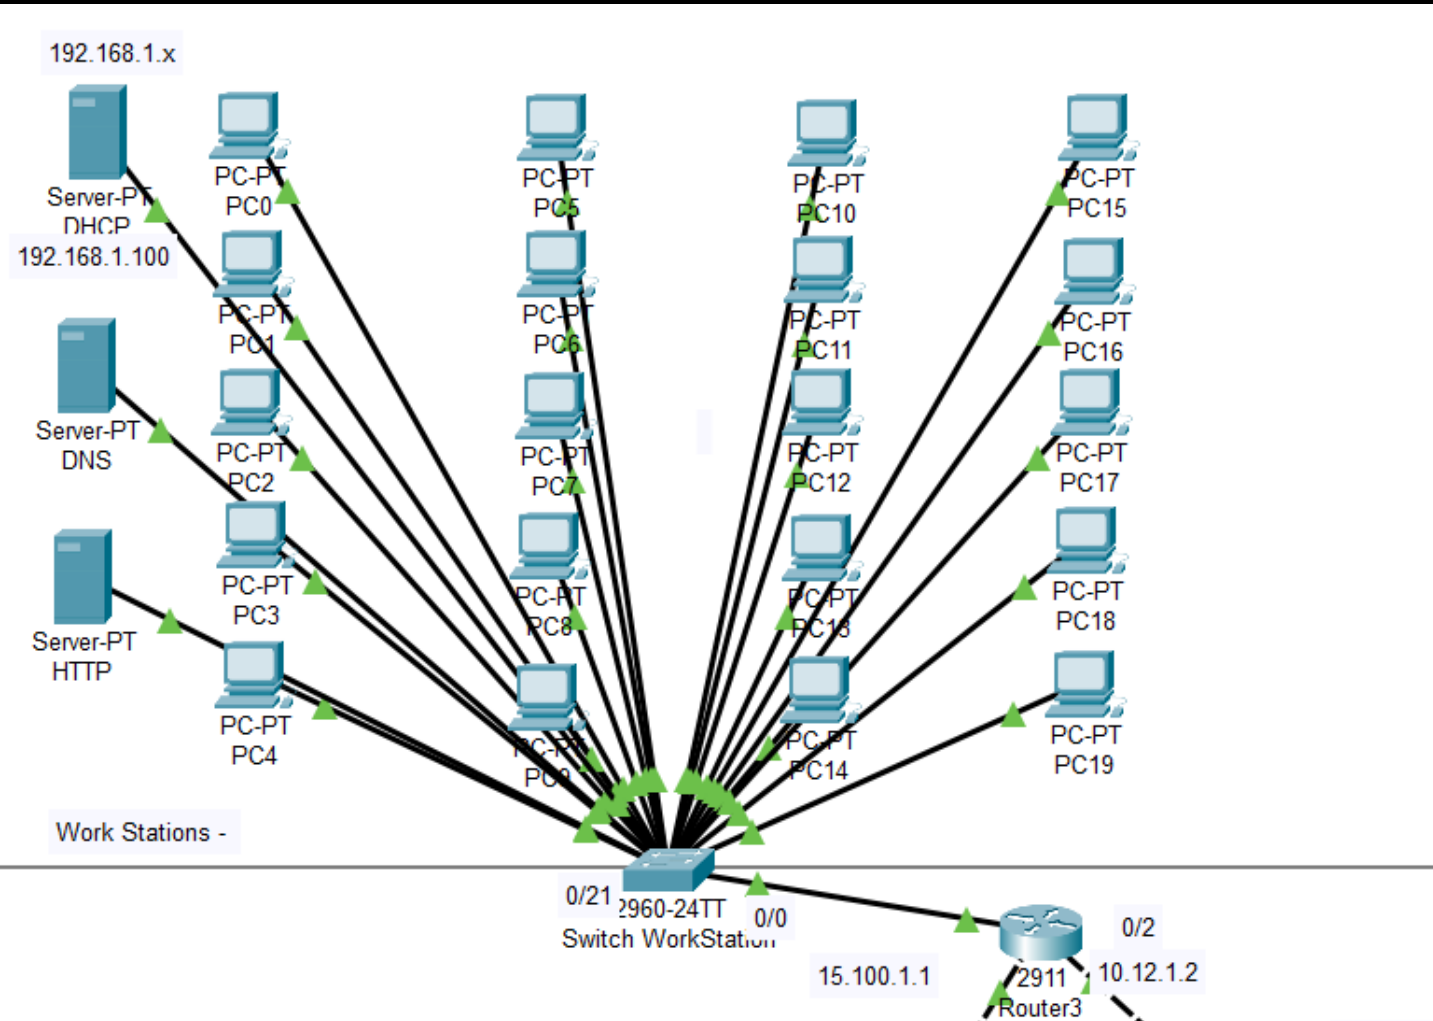 192.168.1.x
Server-PT
DHCP
192.168.1.100
Server-PT
DNS
Server-PT
HTTP
PC-PT
PC0
PC-PT
PC1
PC-PT
PC2
PC-PT
PC3
PC-PT
PC4
PC-PT
PC5
PC-PT
PC6
PC-PT
PC7
PC-PT
PC8
PC-PT
PC9
PC-PT
PC10
PC-PT
PC11
PC-PT
PC12
PC-PT
PC13
PC-PT
PC14
PC-PT
PC15
PC-PT
PC16
PC-PT
PC17
PC-PT
PC18
PC-PT
PC19
Work Stations -
0/21
2960-24TT
Switch WorkStation
0/0
0/2
15.100.1.1
10.12.1.2
2911
Router3